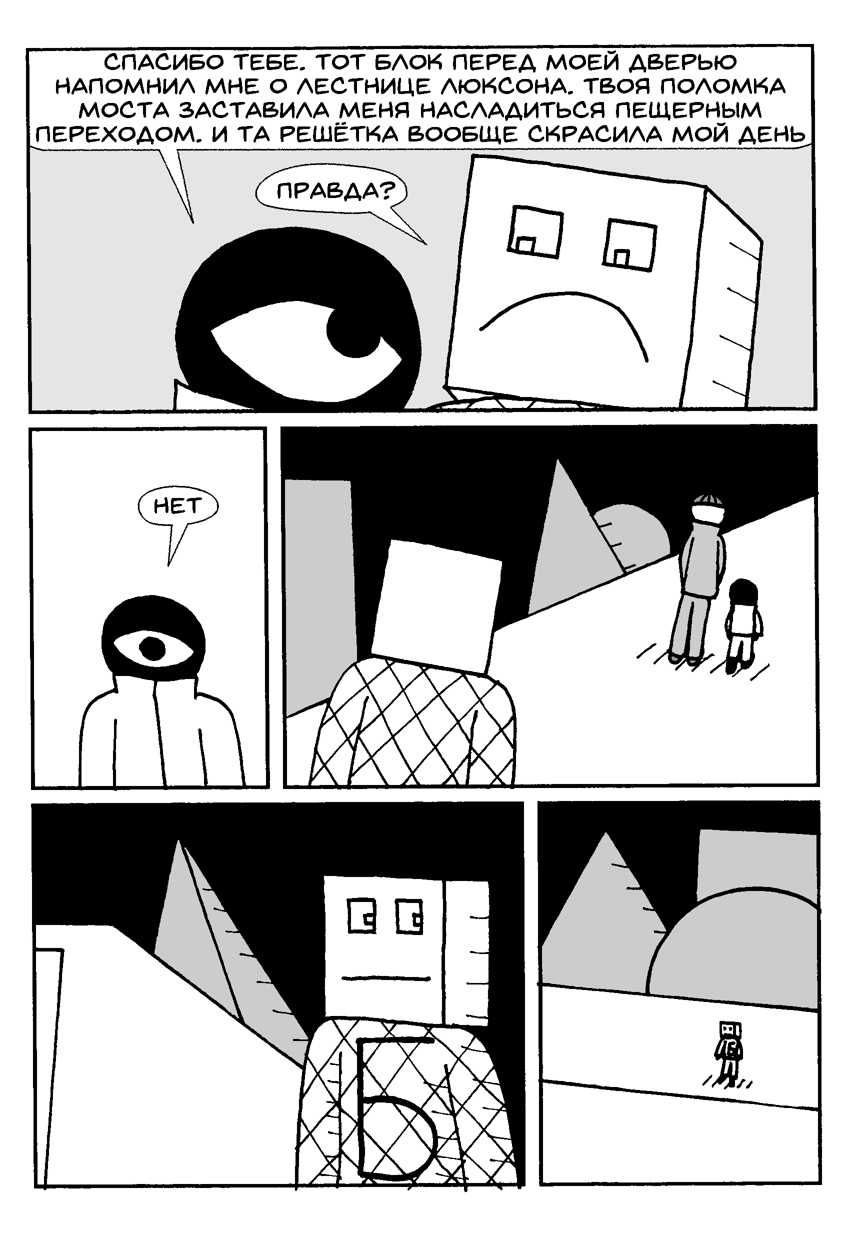 СПАСИБО ТЕБЕ. ТОТ БЛОК ПЕРЕД МОЕЙ ДВЕРЬЮ
НАПОМНИЛ МНЕ О ЛЕСТНИЦЕ ЛЮКСОНА. ТВОЯ ПОЛОМКА
МОСТА ЗАСТАВИЛА МЕНЯ НАСЛАДИТЬСЯ ПЕЩЕРНЫМ
ПЕРЕХОДОМ. И ТА РЕШЁТКА ВООБЩЕ СКРАСИЛА МОЙ ДЕНЬ
ПРАВДА?
НЕТ
Б
Б